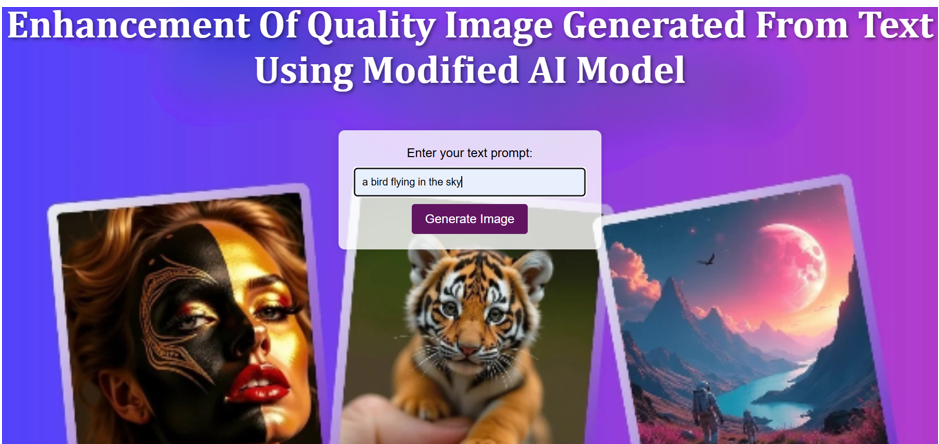 Enhancement Of Quality Image Generated From Text
Using Modified AI Model
Enter your text prompt:
a bird flying in the sky
Generate Image